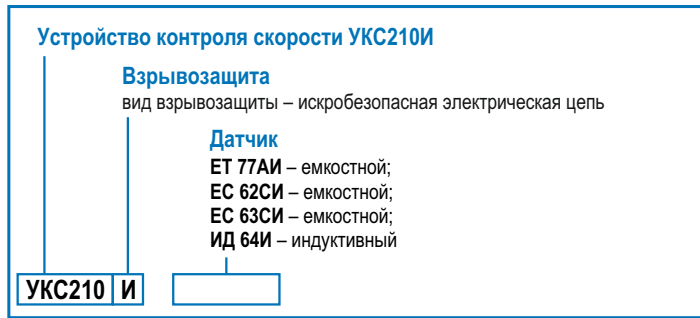 Устройство контроля скорости УКС210И
Взрывозащита
вид взрывозащиты – искробезопасная электрическая цепь
Датчик
ЕТ 77АИ – емкостной;
ЕС 62СИ – емкостной;
ЕС 63СИ – емкостной;
ИД 64И – индуктивный
УКС210 И